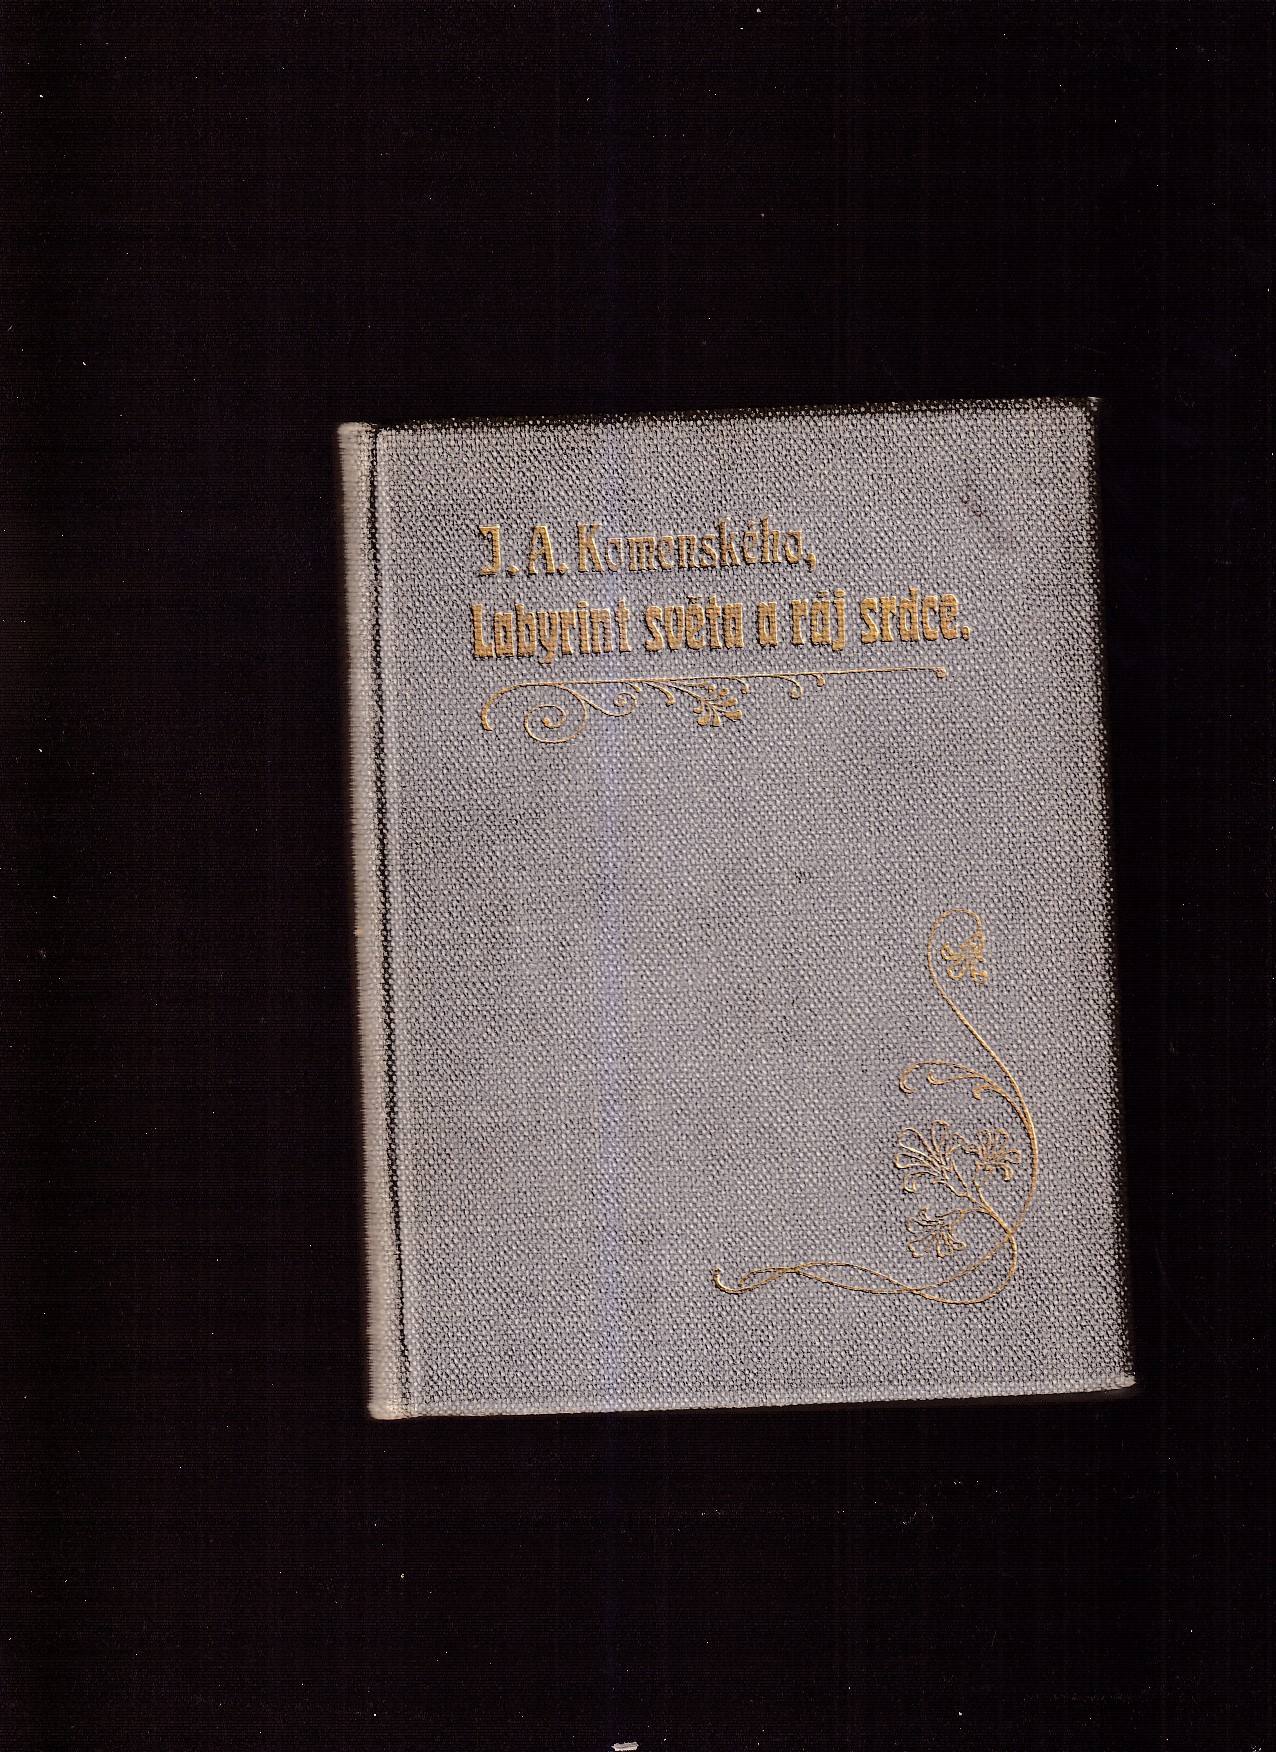 J. A. Komenského,
Labyrint světa a ráj srdce.